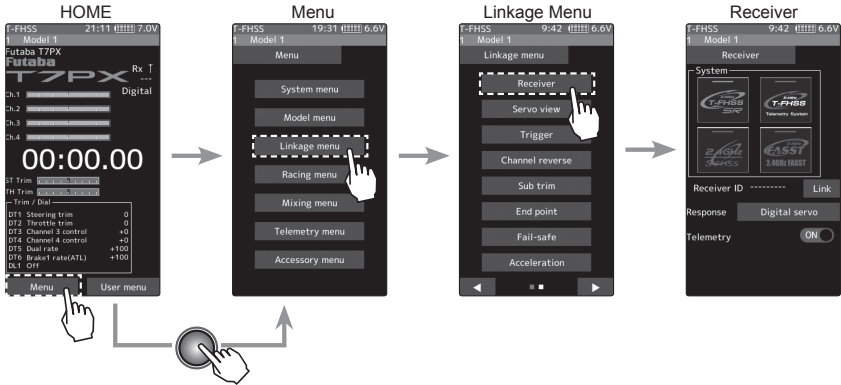 HOME
T-FHSS 21:11 7.0V
1 Model 1
Futaba T7PX
Futaba
T7PX
Rx
---
Digital
Ch.1
Ch.2
Ch.3
Ch.4
00:00.00
ST Trim
TH Trim
Trim / Dial
DT1 Steering trim 0
DT2 Throttle trim 0
DT3 Channel 3 control +0
DT4 Channel 4 control +0
DT5 Dual rate +100
DT6 Brake1 rate(ATL) +100
DL1 Off
Menu User menu
Menu
T-FHSS 19:31 6.6V
1 Model 1
Menu
System menu
Model menu
Linkage menu
Racing menu
Mixing menu
Telemetry menu
Accessory menu
Linkage Menu
T-FHSS 9:42 6.6V
1 Model 1
Linkage menu
Receiver
Servo view
Trigger
Channel reverse
Sub trim
End point
Fail-safe
Acceleration
Receiver
T-FHSS 9:42 6.6V
1 Model 1
Receiver
System
T-FHSS
SR
T-FHSS
Telemetry System
2.4GHz
S-FHSS
FASST
2.4GHz FASST
Receiver ID --------- Link
Response Digital servo
Telemetry ON